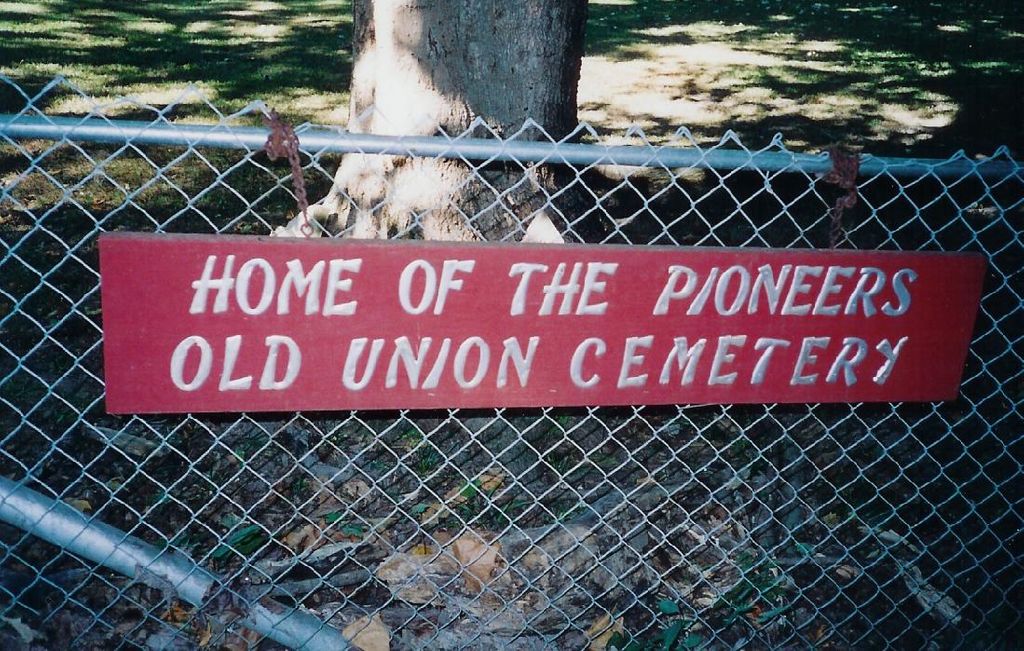 HOME OF THE PIONEERS
OLD UNION CEMETERY